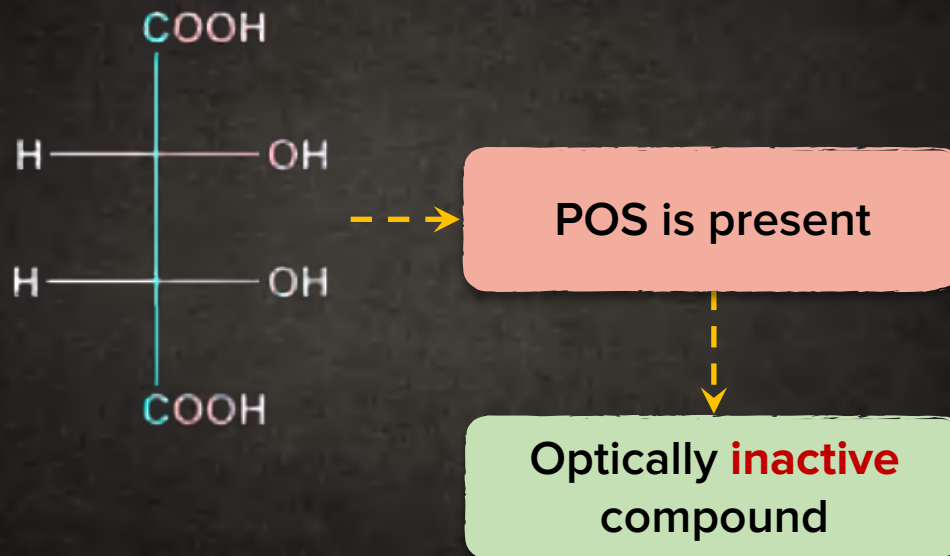 COOH
H OH
POS is present
H OH
COOH
Optically inactive
compound